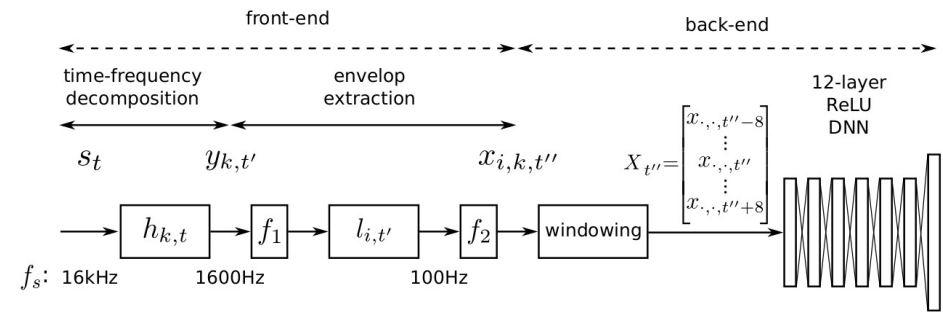 front-end
back-end
time-frequency
decomposition
envelop
extraction
12-layer
ReLU
DNN
s_t
y_{k,t'}
x_{i,k,t''}
X_{t''}=
x_{·,·,t''−8}
⋮
x_{·,·,t''}
⋮
x_{·,·,t''+8}
h_{k,t}
f_1
l_{i,t'}
f_2
windowing
f_s: 16kHz
1600Hz
100Hz